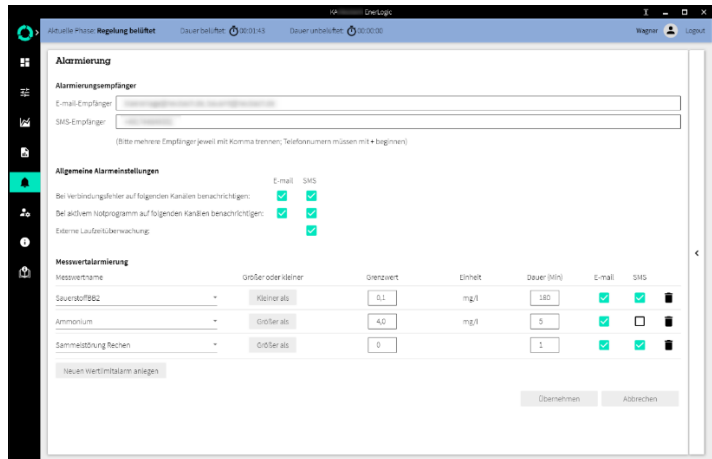 KA EnerLogic
Aktuelle Phase: Regelung belüftet Dauer belüftet: 00:01:43 Dauer unbelüftet: 00:00:00 Wagner Logout
Alarmierung
Alarmierungsempfänger
E-mail-Empfänger
SMS-Empfänger
(Bitte mehrere Empfänger jeweil mit Komma trennen; Telefonnumern müssen mit + beginnen)
Allgemeine Alarmeinstellungen
E-mail SMS
Bei Verbindungsfehler auf folgenden Kanälen benachrichtigen:
Bei aktivem Notprogramm auf folgenden Kanälen benachrichtigen:
Externe Laufzeitüberwachung:
Messwertalarmierung
Messwertname Größer oder kleiner Grenzwert Einheit Dauer (Min) E-mail SMS
SauerstoffBB2 Kleiner als 0,1 mg/l 180
Ammonium Größer als 4,0 mg/l 5
Sammelstörung Rechen Größer als 0 1
Neuen Wertlimitalarm anlegen
Übernehmen Abbrechen